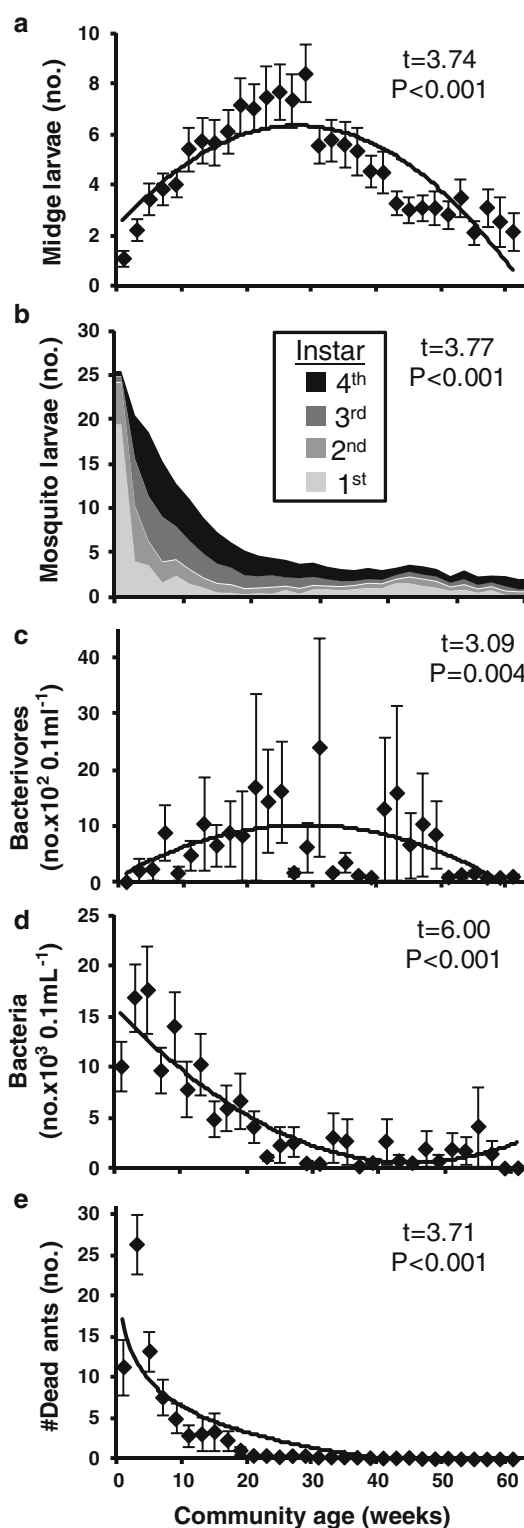 a
Midge larvae (no.)
10
8
6
4
2
0
t=3.74
P<0.001
b
Mosquito larvae (no.)
30
25
20
15
10
5
0
Instar
4th
3rd
2nd
1st
t=3.77
P<0.001
c
Bacterivores
(no.x10² 0.1ml⁻¹)
40
30
20
10
0
t=3.09
P=0.004
d
Bacteria
(no.x10³ 0.1mL⁻¹)
25
20
15
10
5
0
t=6.00
P<0.001
e
#Dead ants (no.)
30
25
20
15
10
5
0
t=3.71
P<0.001
0 10 20 30 40 50 60
Community age (weeks)